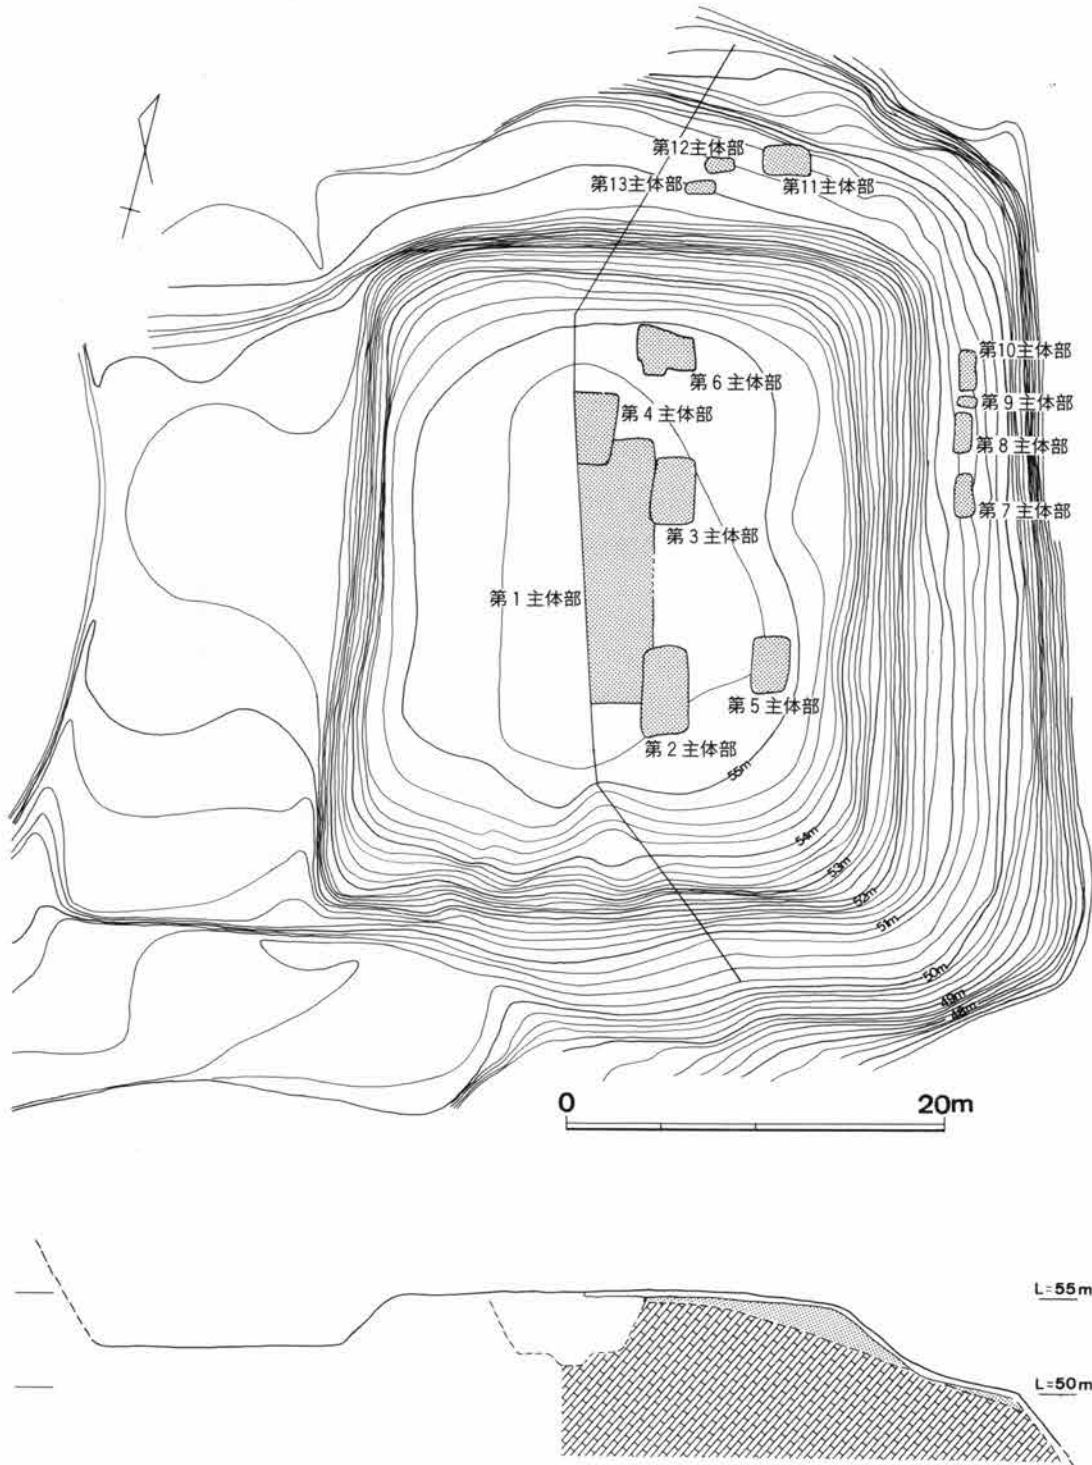 第12主体部
第13主体部
第11主体部
第10主体部
第9主体部
第8主体部
第7主体部
第6主体部
第4主体部
第3主体部
第1主体部
第5主体部
第2主体部
55m
54m
53m
52m
51m
50m
49m
48m
0 20m
L=55m
L=50m